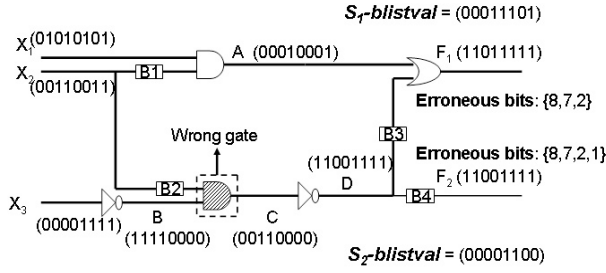 S1-blistval = (00011101)
X1 (01010101)
A (00010001)
F1 (11011111)
X2
B1
(00110011)
Erroneous bits: {8,7,2}
Wrong gate
B3
Erroneous bits: {8,7,2,1}
(11001111)
F2 (11001111)
B2
D
B4
X3
B
C
(00001111)
(11110000)
(00110000)
S2-blistval = (00001100)